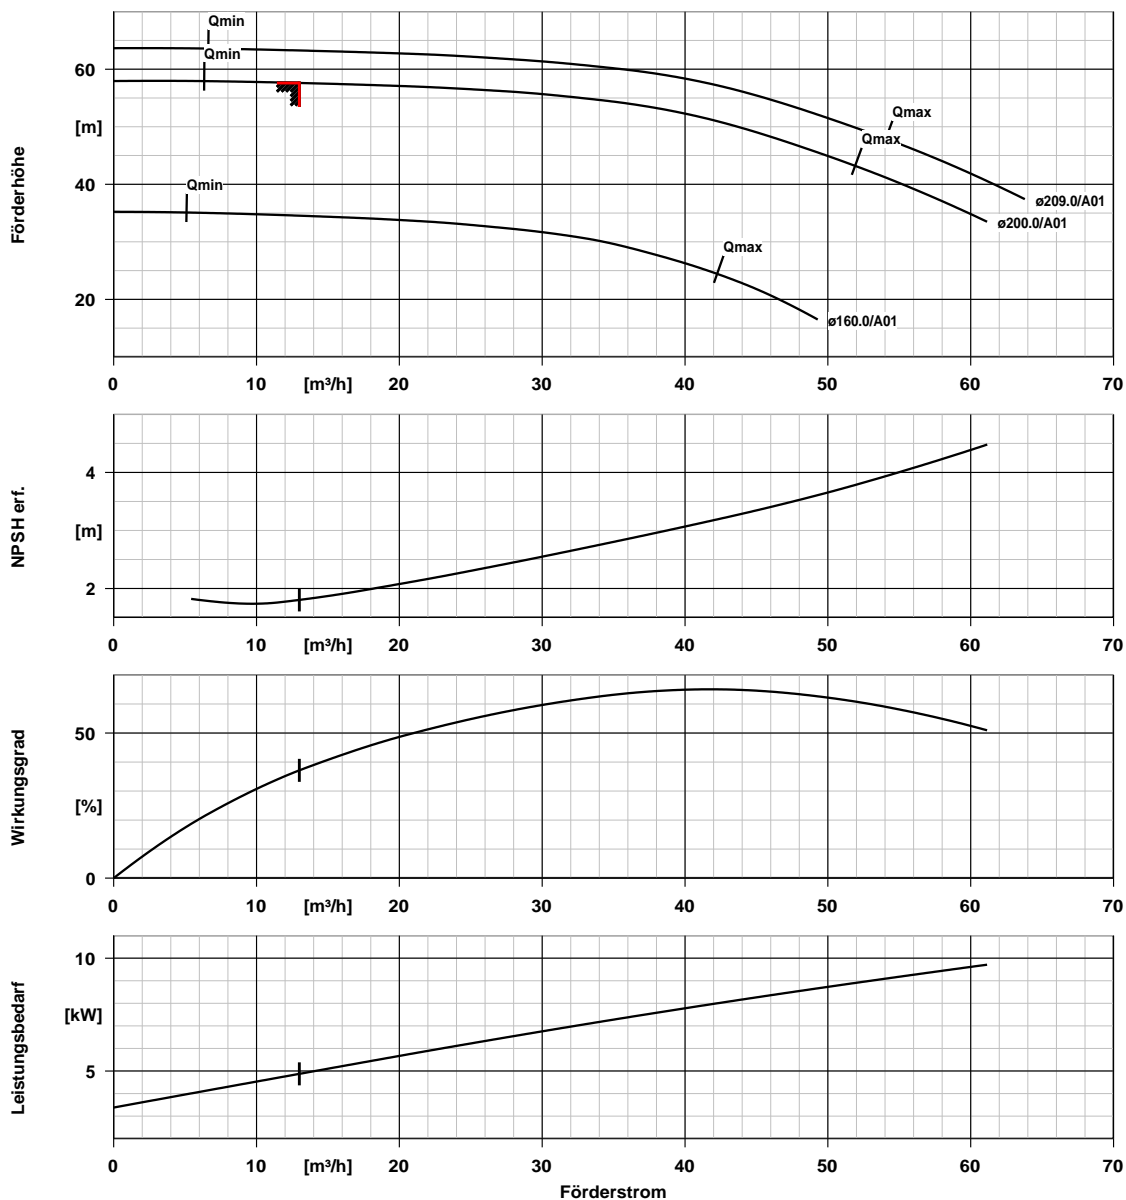 Qmin
Qmin
60
[m]
Qmax
Qmax
40
Qmin
ø209.0/A01
ø200.0/A01
Qmax
20
ø160.0/A01
Förderhöhe
0 10 [m³/h] 20 30 40 50 60 70
4
[m]
2
NPSH erf.
0 10 [m³/h] 20 30 40 50 60 70
50
[%]
0
Wirkungsgrad
0 10 [m³/h] 20 30 40 50 60 70
10
[kW]
5
Leistungsbedarf
0 10 [m³/h] 20 30 40 50 60 70
Förderstrom